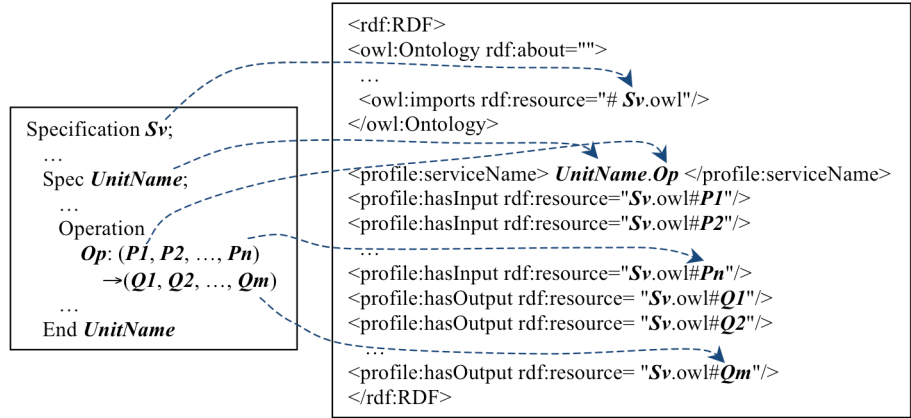 Specification Sv;
…
Spec UnitName;
…
Operation
Op: (P1, P2, …, Pn)
→(Q1, Q2, …, Qm)
…
End UnitName
<rdf:RDF>
<owl:Ontology rdf:about="">
…
<owl:imports rdf:resource="# Sv.owl"/>
</owl:Ontology>
<profile:serviceName> UnitName.Op </profile:serviceName>
<profile:hasInput rdf:resource="Sv.owl#P1"/>
<profile:hasInput rdf:resource="Sv.owl#P2"/>
…
<profile:hasInput rdf:resource="Sv.owl#Pn"/>
<profile:hasOutput rdf:resource= "Sv.owl#Q1"/>
<profile:hasOutput rdf:resource= "Sv.owl#Q2"/>
…
<profile:hasOutput rdf:resource= "Sv.owl#Qm"/>
</rdf:RDF>